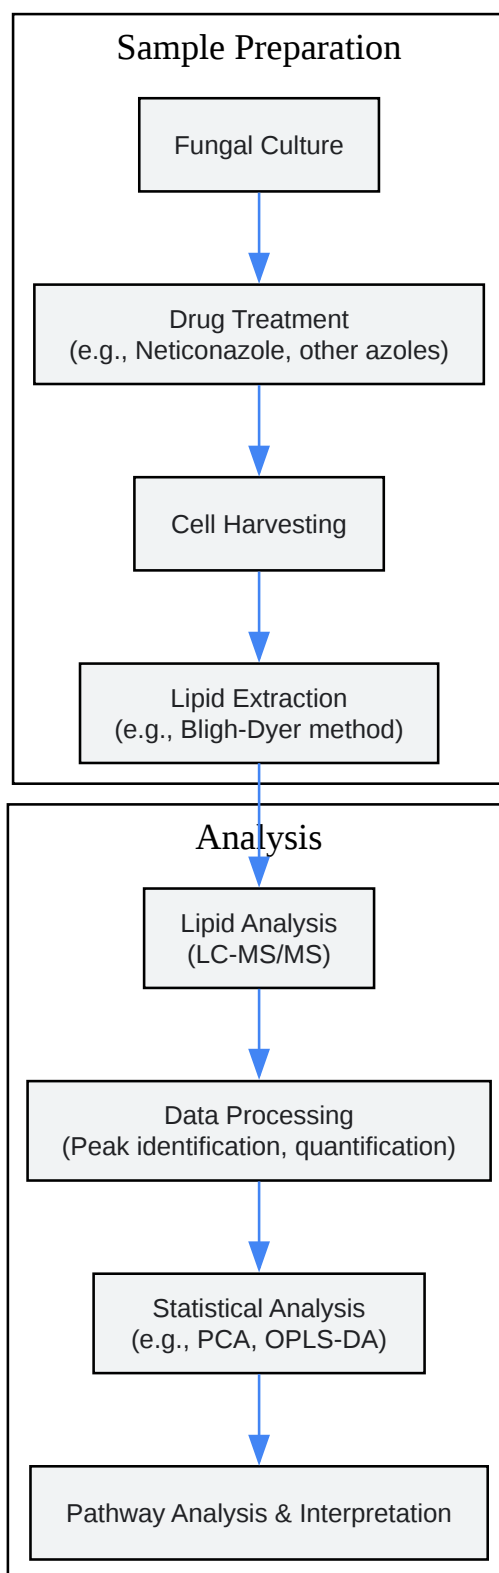 Sample Preparation
Fungal Culture
Drug Treatment
(e.g., Neticonazole, other azoles)
Cell Harvesting
Lipid Extraction
(e.g., Bligh-Dyer method)
Analysis
Lipid Analysis
(LC-MS/MS)
Data Processing
(Peak identification, quantification)
Statistical Analysis
(e.g., PCA, OPLS-DA)
Pathway Analysis & Interpretation